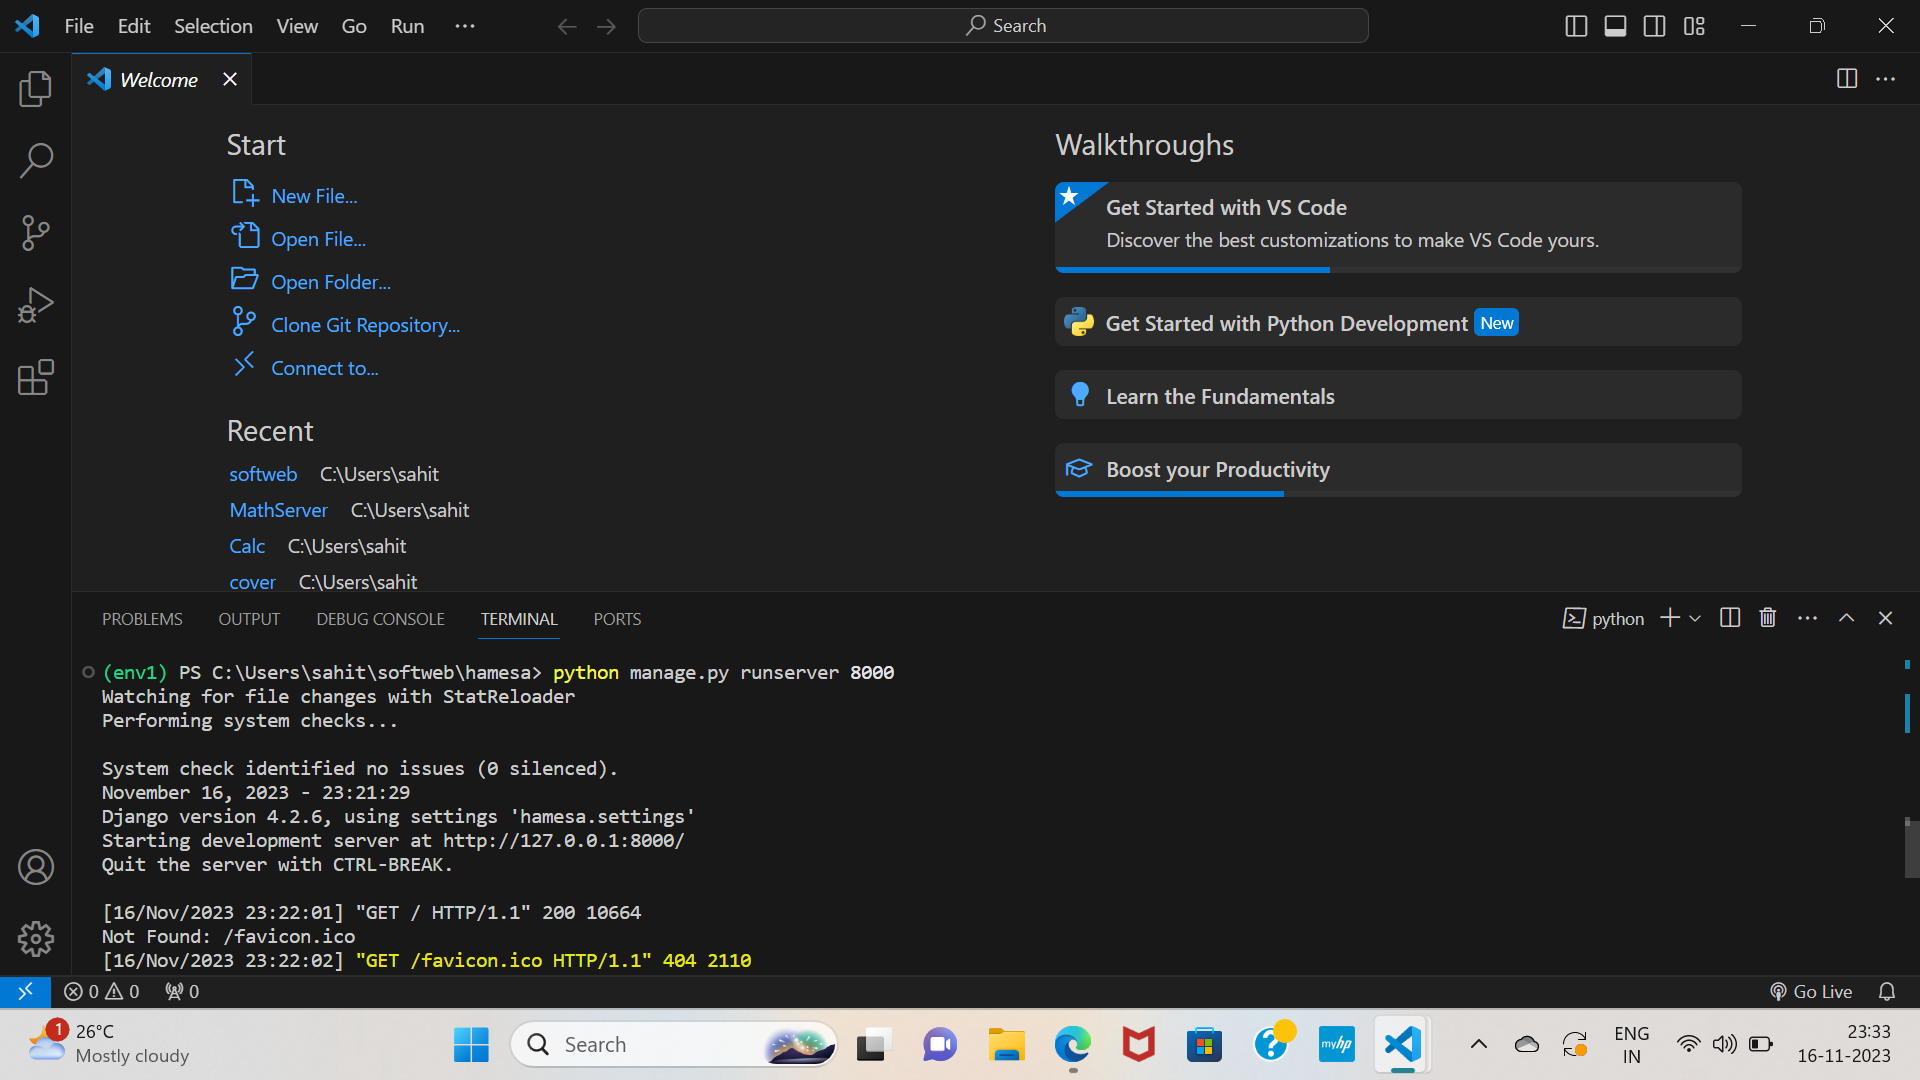 File Edit Selection View Go Run ···
Search
Welcome
Start
New File...
Open File...
Open Folder...
Clone Git Repository...
Connect to...
Recent
softweb C:\Users\sahit
MathServer C:\Users\sahit
Calc C:\Users\sahit
cover C:\Users\sahit
Walkthroughs
Get Started with VS Code
Discover the best customizations to make VS Code yours.
Get Started with Python Development New
Learn the Fundamentals
Boost your Productivity
PROBLEMS OUTPUT DEBUG CONSOLE TERMINAL PORTS
python
(env1) PS C:\Users\sahit\softweb\hamesa> python manage.py runserver 8000
Watching for file changes with StatReloader
Performing system checks...
System check identified no issues (0 silenced).
November 16, 2023 - 23:21:29
Django version 4.2.6, using settings 'hamesa.settings'
Starting development server at http://127.0.0.1:8000/
Quit the server with CTRL-BREAK.
[16/Nov/2023 23:22:01] "GET / HTTP/1.1" 200 10664
Not Found: /favicon.ico
[16/Nov/2023 23:22:02] "GET /favicon.ico HTTP/1.1" 404 2110
0 0 0
Go Live
1
26°C
Mostly cloudy
Search
myhp
ENG
IN
23:33
16-11-2023